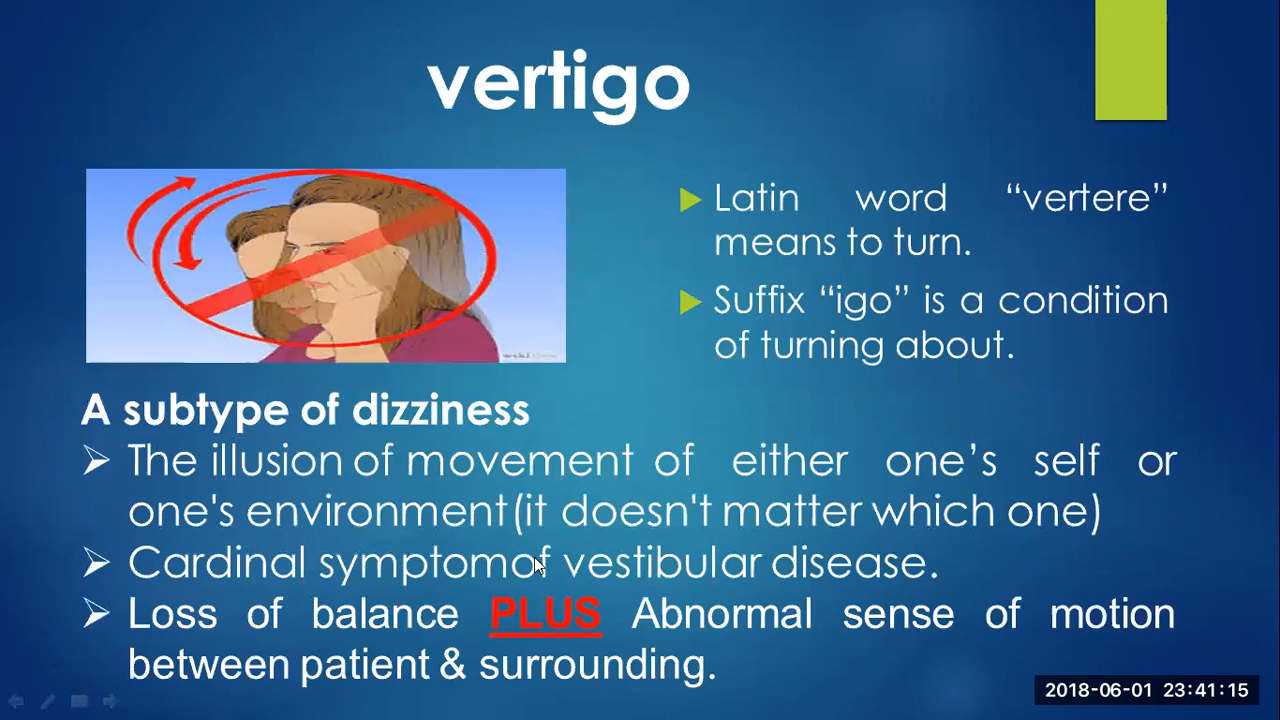 vertigo
Latin word “vertere”
means to turn.
Suffix “igo” is a condition
of turning about.
A subtype of dizziness
The illusion of movement of either one’s self or
one's environment(it doesn't matter which one)
Cardinal symptomof vestibular disease.
Loss of balance PLUS Abnormal sense of motion
between patient & surrounding.
2018-06-01 23:41:15